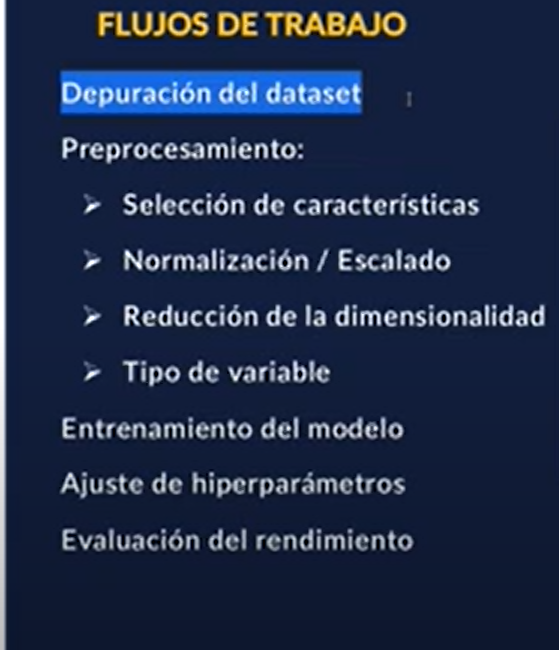 FLUJOS DE TRABAJO
Depuración del dataset
Preprocesamiento:
➢ Selección de características
➢ Normalización / Escalado
➢ Reducción de la dimensionalidad
➢ Tipo de variable
Entrenamiento del modelo
Ajuste de hiperparámetros
Evaluación del rendimiento